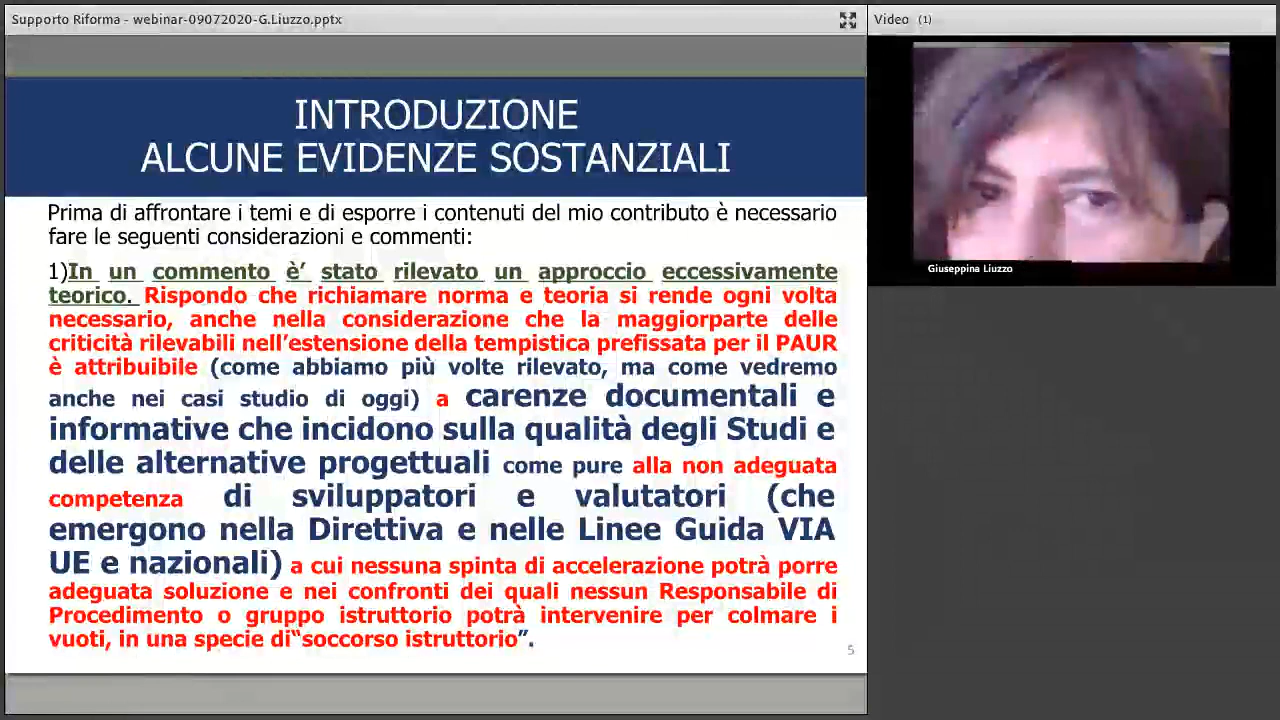 Supporto Riforma - webinar-09072020-G.Liuzzo.pptx
Video (1)
INTRODUZIONE
ALCUNE EVIDENZE SOSTANZIALI
Prima di affrontare i temi e di esporre i contenuti del mio contributo è necessario
fare le seguenti considerazioni e commenti:
1)In un commento è’ stato rilevato un approccio eccessivamente
teorico. Rispondo che richiamare norma e teoria si rende ogni volta
necessario, anche nella considerazione che la maggiorparte delle
criticità rilevabili nell’estensione della tempistica prefissata per il PAUR
è attribuibile (come abbiamo più volte rilevato, ma come vedremo
anche nei casi studio di oggi) a carenze documentali e
informative che incidono sulla qualità degli Studi e
delle alternative progettuali come pure alla non adeguata
competenza di sviluppatori e valutatori (che
emergono nella Direttiva e nelle Linee Guida VIA
UE e nazionali) a cui nessuna spinta di accelerazione potrà porre
adeguata soluzione e nei confronti dei quali nessun Responsabile di
Procedimento o gruppo istruttorio potrà intervenire per colmare i
vuoti, in una specie di“soccorso istruttorio”.
5
Giuseppina Liuzzo